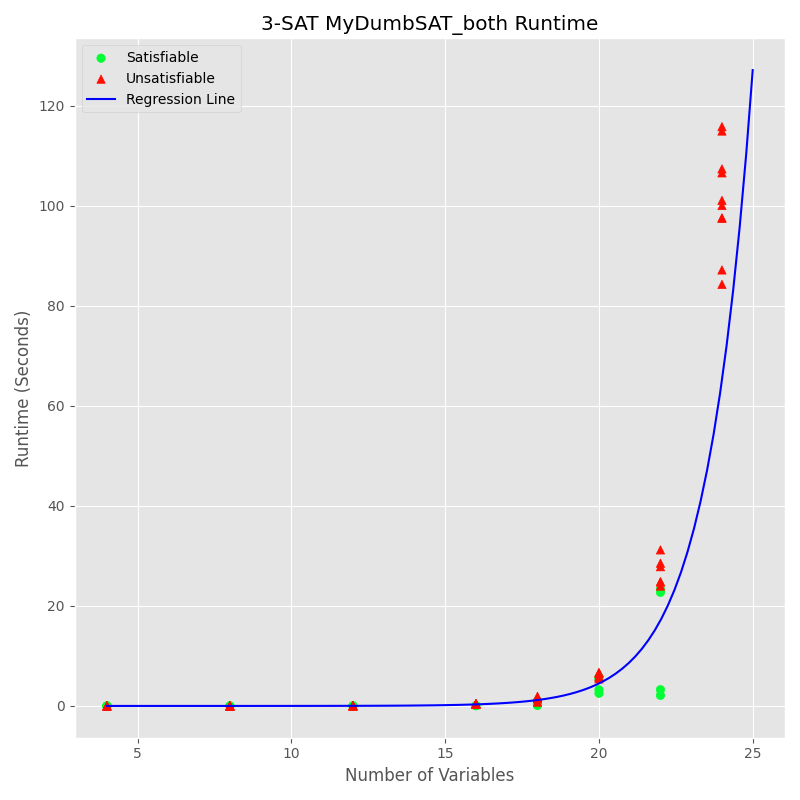 3-SAT MyDumbSAT_both Runtime
Satisfiable
Unsatisfiable
Regression Line
120
100
80
60
40
20
0
Runtime (Seconds)
5
10
15
20
25
Number of Variables